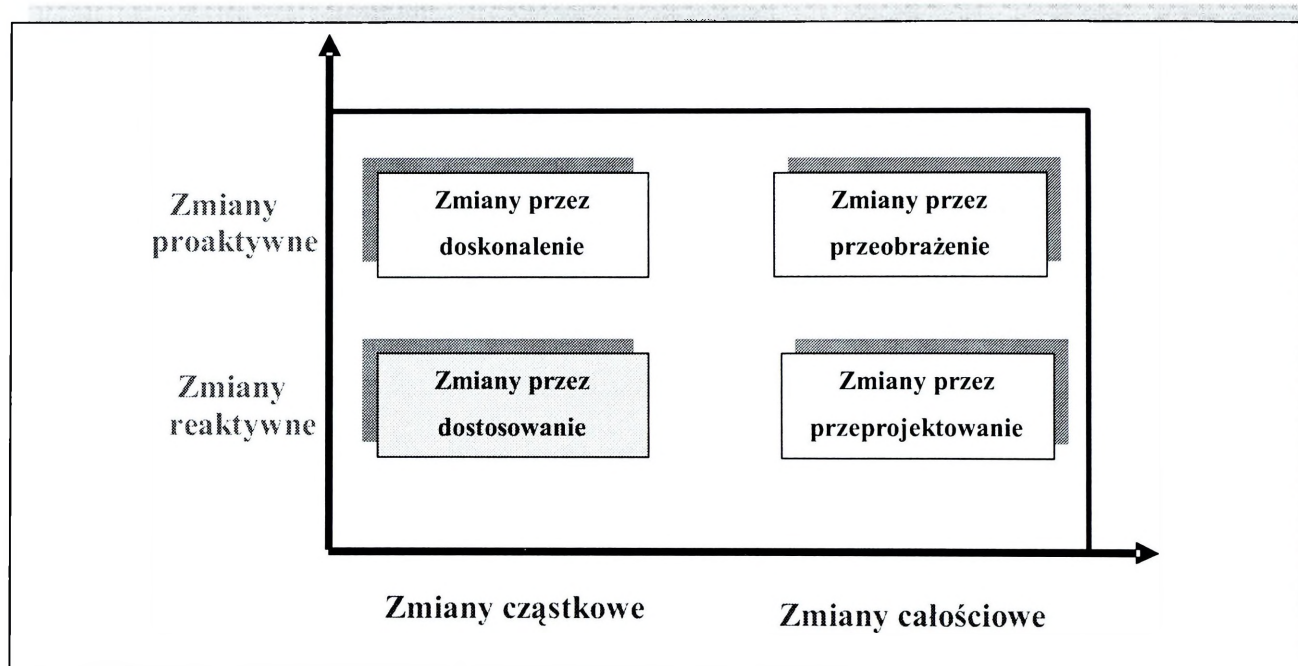 Zmiany
proaktywne
Zmiany przez
doskonalenie
Zmiany przez
przeobrażenie
Zmiany
reaktywne
Zmiany przez
dostosowanie
Zmiany przez
przeprojektowanie
Zmiany cząstkowe
Zmiany całościowe